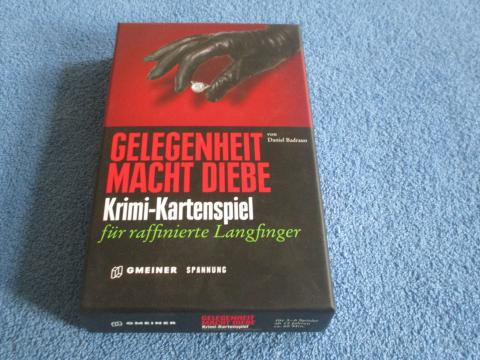 von
Daniel Badraun
GELEGENHEIT
MACHT DIEBE
Krimi-Kartenspiel
für raffinierte Langfinger
GMEINER SPANNUNG
GMEINER
GELEGENHEIT
MACHT DIEBE
Krimi-Kartenspiel